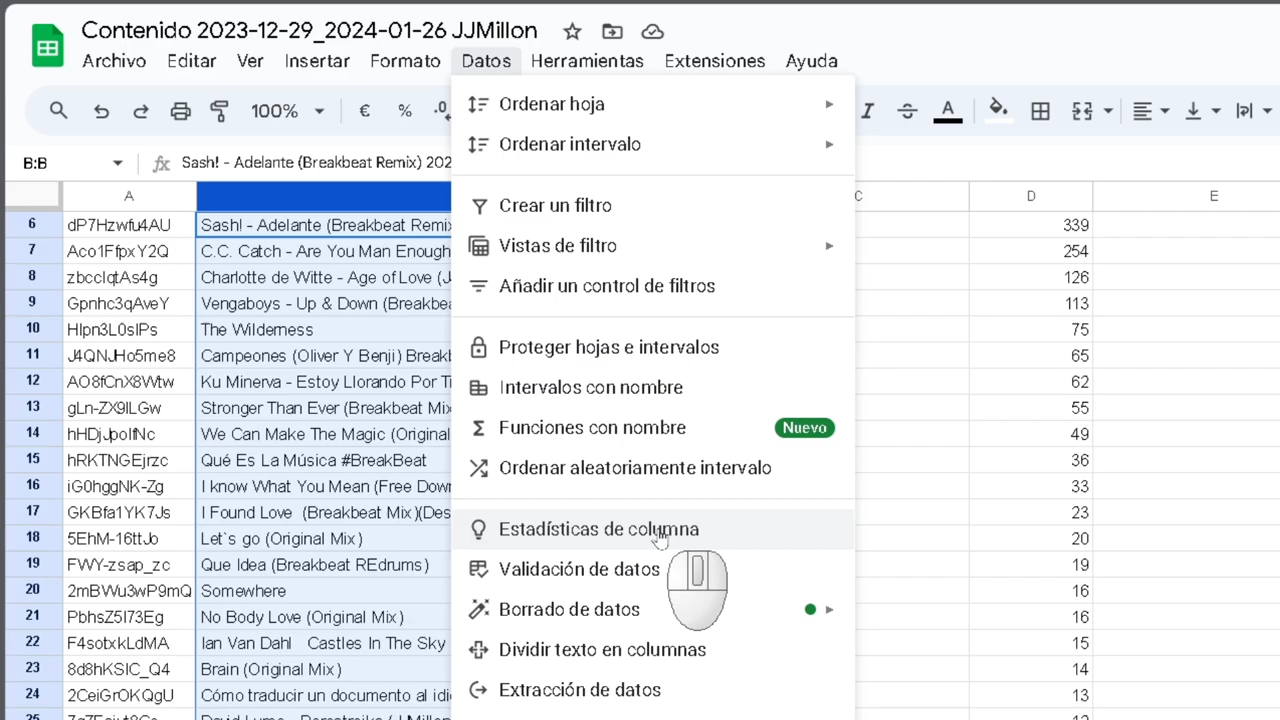 Contenido 2023-12-29_2024-01-26 JJMillon
Archivo Editar Ver Insertar Formato Datos Herramientas Extensiones Ayuda
100% € % .0
B:B fx Sash! - Adelante (Breakbeat Remix) 202
A C D E
6 dP7Hzwfu4AU Sash! - Adelante (Breakbeat Remix 339
7 Aco1FfpxY2Q C.C. Catch - Are You Man Enough 254
8 zbcclqtAs4g Charlotte de Witte - Age of Love (J 126
9 Gpnhc3qAveY Vengaboys - Up & Down (Breakbea 113
10 HIpn3L0sIPs The Wilderness 75
11 J4QNJHo5me8 Campeones (Oliver Y Benji) Breakb 65
12 AO8fCnX8Wtw Ku Minerva - Estoy Llorando Por Ti 62
13 gLn-ZX9ILGw Stronger Than Ever (Breakbeat Mix 55
14 hHDjJpolfNc We Can Make The Magic (Original 49
15 hRKTNGEjrzc Qué Es La Música #BreakBeat 36
16 iG0hggNK-Zg I know What You Mean (Free Down 33
17 GKBfa1YK7Js I Found Love (Breakbeat Mix)(Des 23
18 5EhM-16ttJo Let`s go (Original Mix) 20
19 FWY-zsap_zc Que Idea (Breakbeat REdrums) 19
20 2mBWu3wP9mQ Somewhere 16
21 PbhsZ5I73Eg No Body Love (Original Mix) 16
22 F4sotxkLdMA Ian Van Dahl Castles In The Sky 15
23 8d8hKSIC_Q4 Brain (Original Mix) 14
24 2CeiGrOKQgU Cómo traducir un documento al idio 13
25
Ordenar hoja
Ordenar intervalo
Crear un filtro
Vistas de filtro
Añadir un control de filtros
Proteger hojas e intervalos
Intervalos con nombre
Funciones con nombre Nuevo
Ordenar aleatoriamente intervalo
Estadísticas de columna
Validación de datos
Borrado de datos
Dividir texto en columnas
Extracción de datos